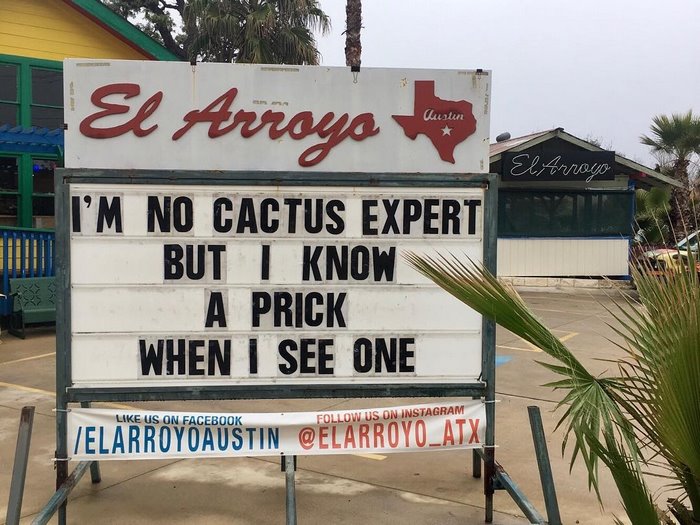 El Arroyo
Austin
El Arroyo
I'M NO CACTUS EXPERT
BUT I KNOW
A PRICK
WHEN I SEE ONE
LIKE US ON FACEBOOK
/ELARROYOAUSTIN
FOLLOW US ON INSTAGRAM
@ELARROYO_ATX